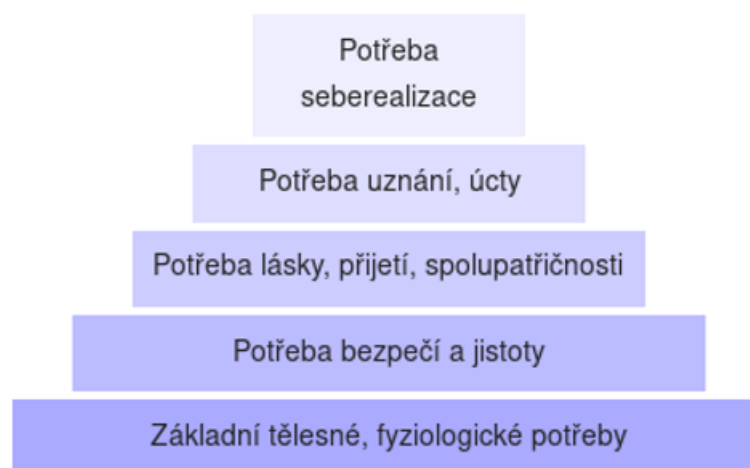 Potřeba
seberealizace
Potřeba uznání, úcty
Potřeba lásky, přijetí, spolupatřičnosti
Potřeba bezpečí a jistoty
Základní tělesné, fyziologické potřeby